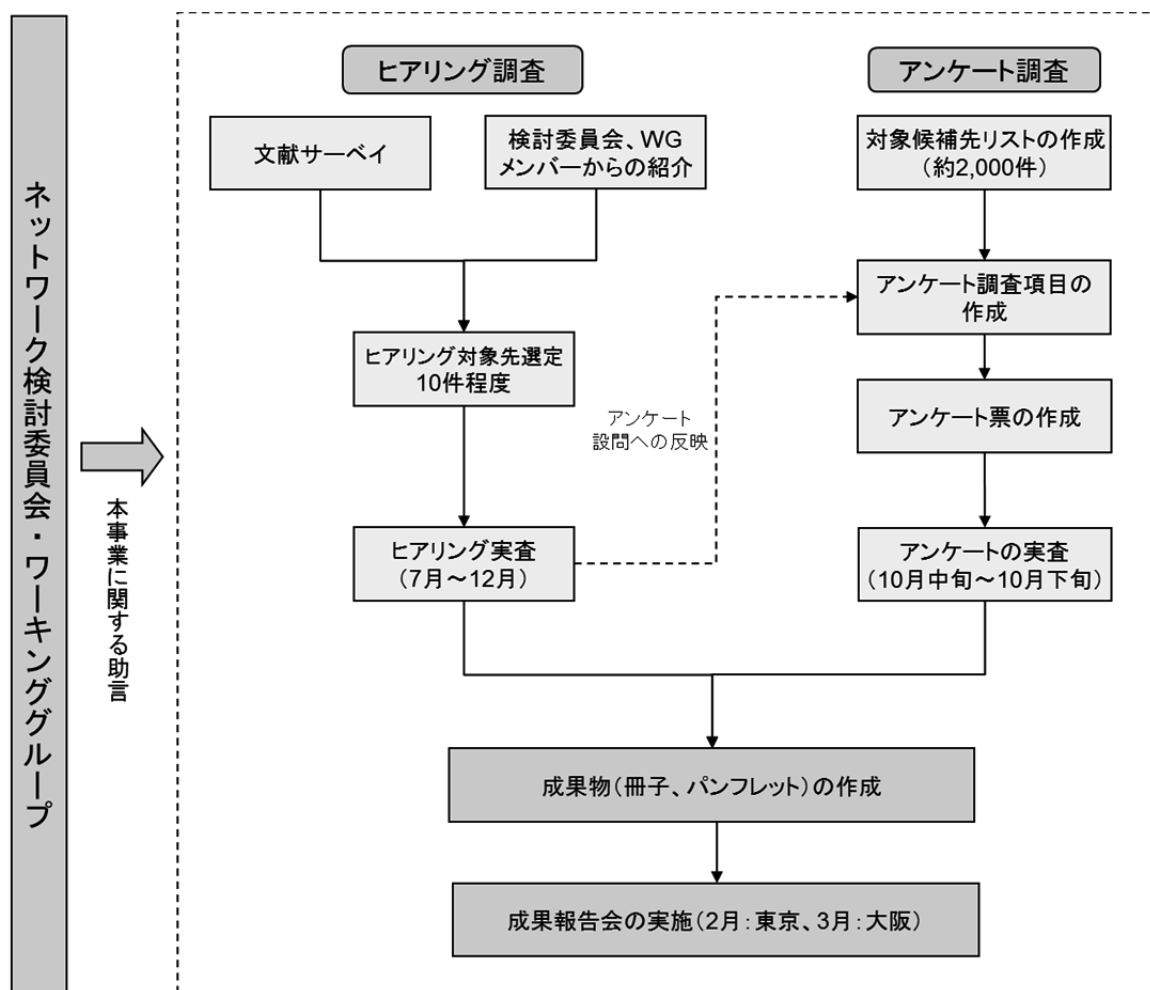 ネットワーク検討委員会・ワーキンググループ
本事業に関する助言
ヒアリング調査
文献サーベイ
検討委員会、WG
メンバーからの紹介
ヒアリング対象先選定
10件程度
ヒアリング実査
（7月～12月）
アンケート
設問への反映
アンケート調査
対象候補先リストの作成
（約2,000件）
アンケート調査項目の
作成
アンケート票の作成
アンケートの実査
（10月中旬～10月下旬）
成果物（冊子、パンフレット）の作成
成果報告会の実施（2月：東京、3月：大阪）